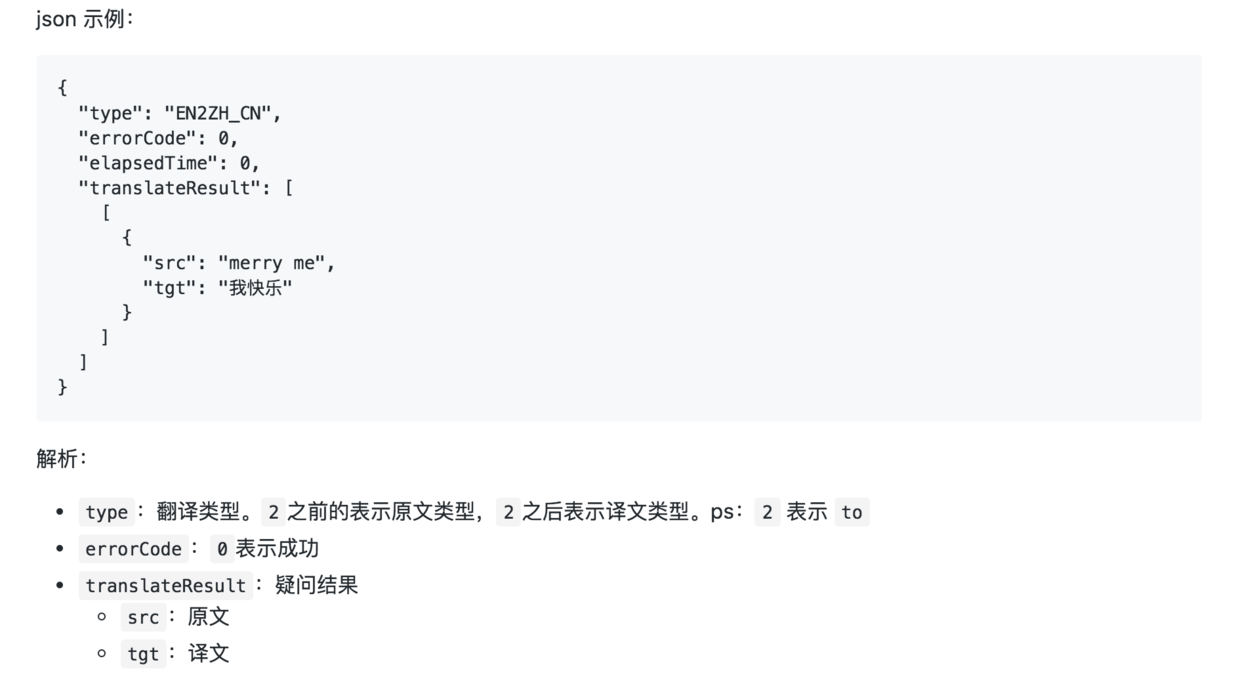 json 示例：
{
  "type": "EN2ZH_CN",
  "errorCode": 0,
  "elapsedTime": 0,
  "translateResult": [
    [
      {
        "src": "merry me",
        "tgt": "我快乐"
      }
    ]
  ]
}
解析：
• type ： 翻译类型。 2 之前的表示原文类型， 2 之后表示译文类型。ps： 2 表示 to
• errorCode ： 0 表示成功
• translateResult ： 疑问结果
◦ src ： 原文
◦ tgt ： 译文